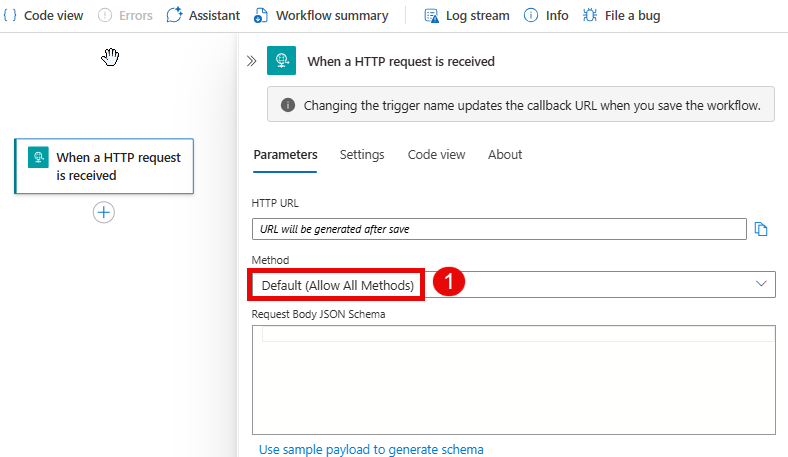 { } Code view Errors Assistant Workflow summary Log stream Info File a bug
When a HTTP request is received
Changing the trigger name updates the callback URL when you save the workflow.
When a HTTP request
is received
Parameters Settings Code view About
HTTP URL
URL will be generated after save
Method
Default (Allow All Methods) 1
Request Body JSON Schema
Use sample payload to generate schema